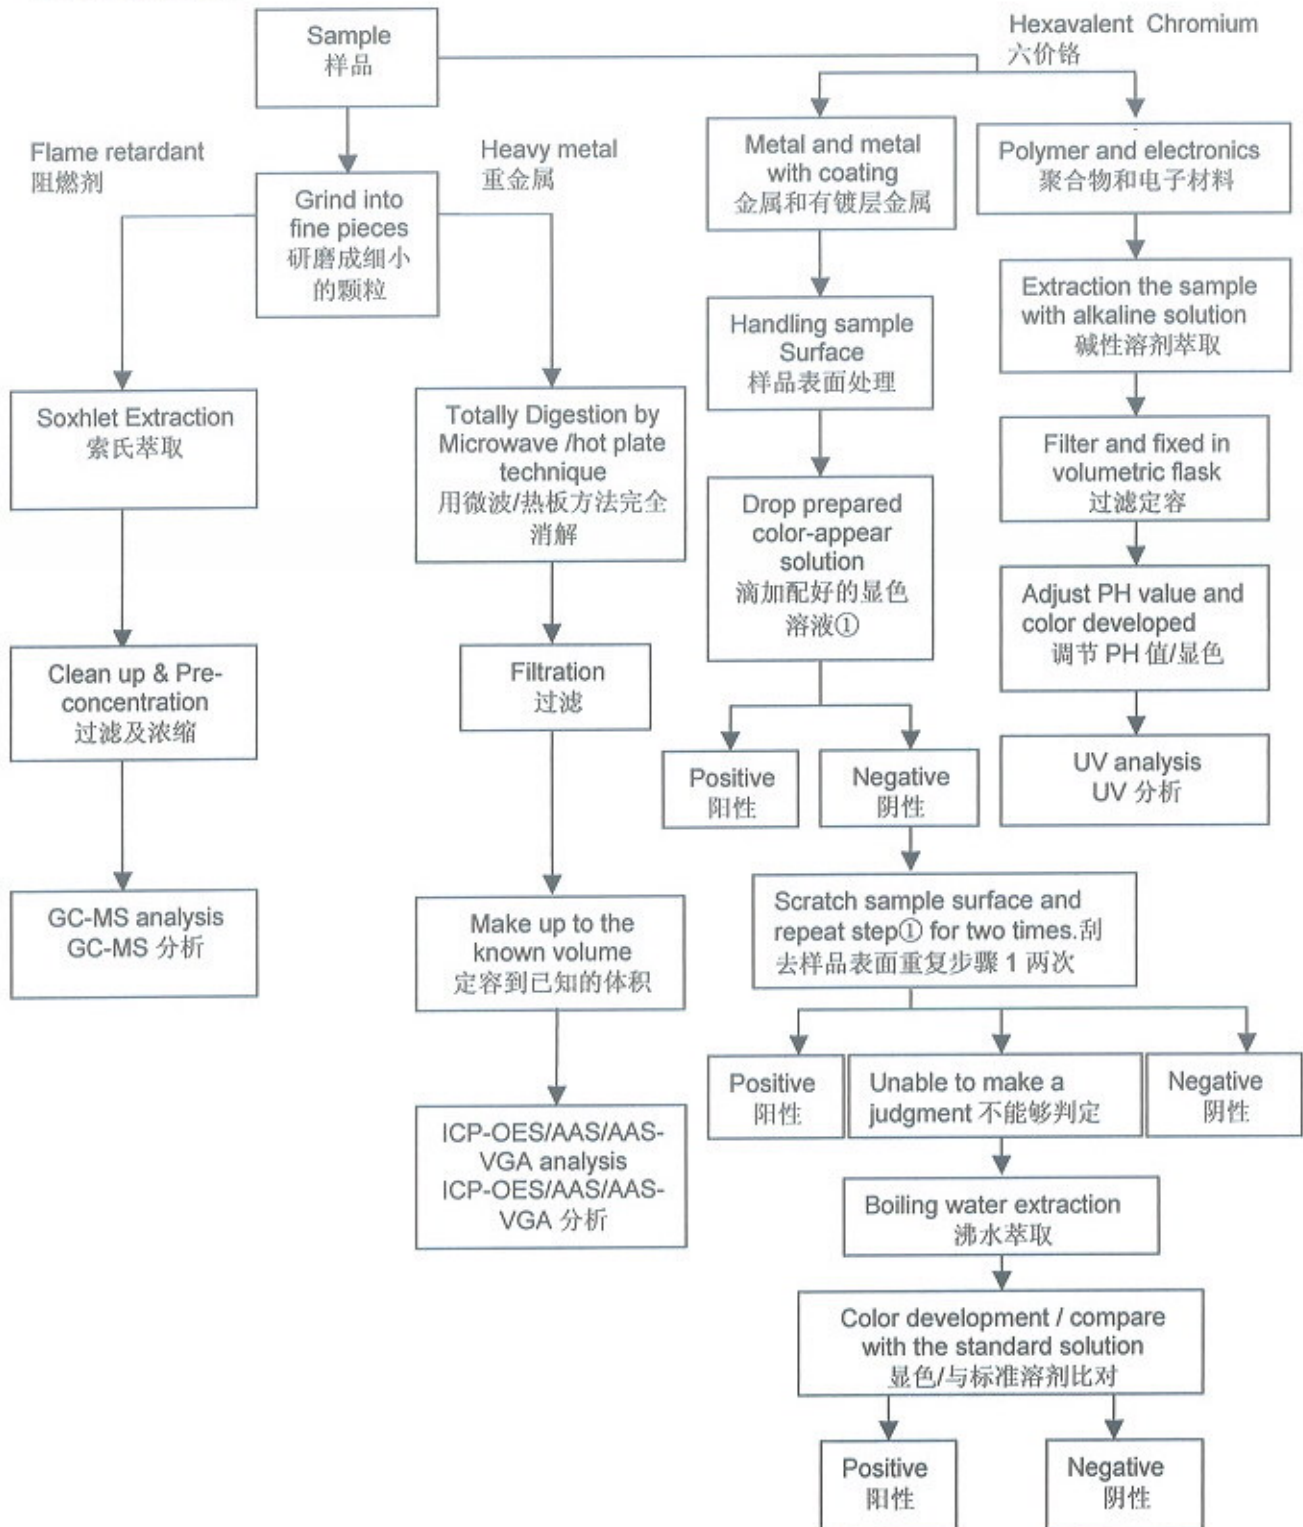 Sample
样品
Hexavalent Chromium
六价铬
Flame retardant
阻燃剂
Grind into
fine pieces
研磨成细小
的颗粒
Heavy metal
重金属
Metal and metal
with coating
金属和有镀层金属
Polymer and electronics
聚合物和电子材料
Soxhlet Extraction
索氏萃取
Totally Digestion by
Microwave /hot plate
technique
用微波/热板方法完全
消解
Handling sample
Surface
样品表面处理
Extraction the sample
with alkaline solution
碱性溶剂萃取
Drop prepared
color-appear
solution
滴加配好的显色
溶液①
Filter and fixed in
volumetric flask
过滤定容
Clean up & Pre-
concentration
过滤及浓缩
Filtration
过滤
Adjust PH value and
color developed
调节 PH 值/显色
Positive
阳性
Negative
阴性
UV analysis
UV 分析
GC-MS analysis
GC-MS 分析
Make up to the
known volume
定容到已知的体积
Scratch sample surface and
repeat step① for two times.刮
去样品表面重复步骤 1 两次
ICP-OES/AAS/AAS-
VGA analysis
ICP-OES/AAS/AAS-
VGA 分析
Positive
阳性
Unable to make a
judgment 不能够判定
Negative
阴性
Boiling water extraction
沸水萃取
Color development / compare
with the standard solution
显色/与标准溶剂比对
Positive
阳性
Negative
阴性